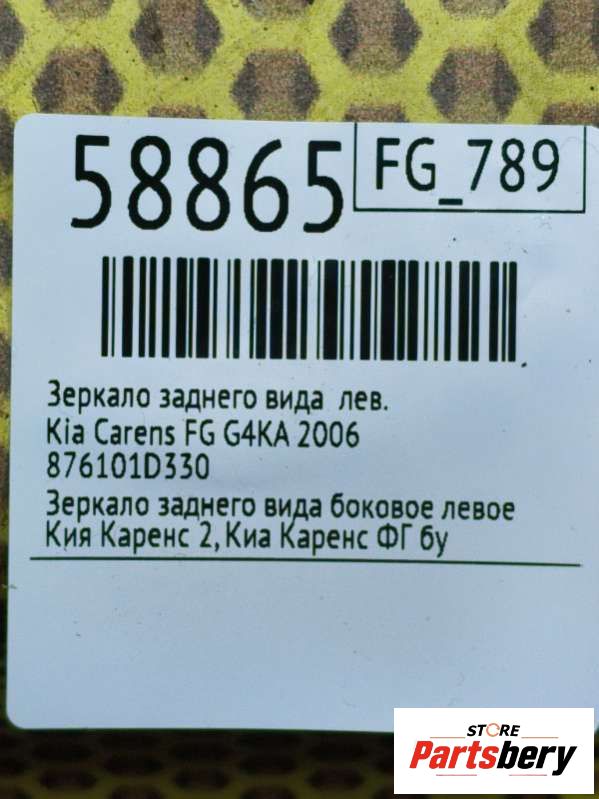 58865
FG_789
Зеркало заднего вида лев.
Kia Carens FG G4KA 2006
876101D330
Зеркало заднего вида боковое левое
Кия Каренс 2, Киа Каренс ФГ бу
STORE
Partsbery